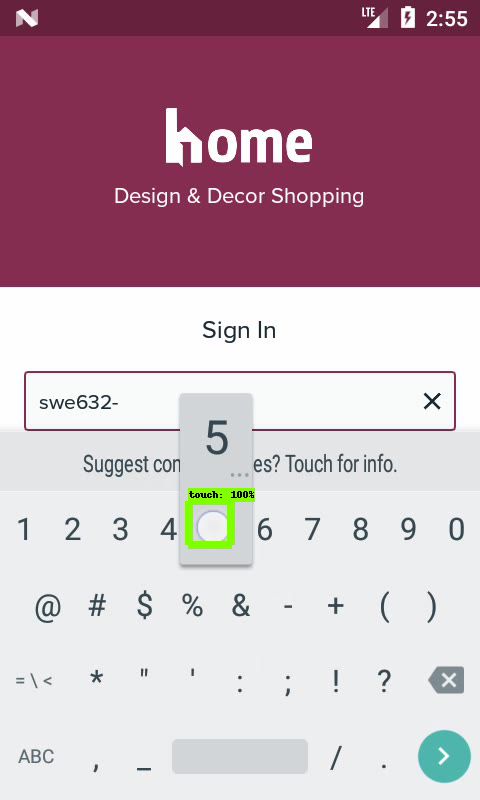 LTE 2:55
home
Design & Decor Shopping
Sign In
swe632-
5
Suggest con es? Touch for info.
touch: 100%
1 2 3 4 6 7 8 9 0
@ # $ % & - + ( )
= \ < * " ' : ; ! ?
ABC , _ / .